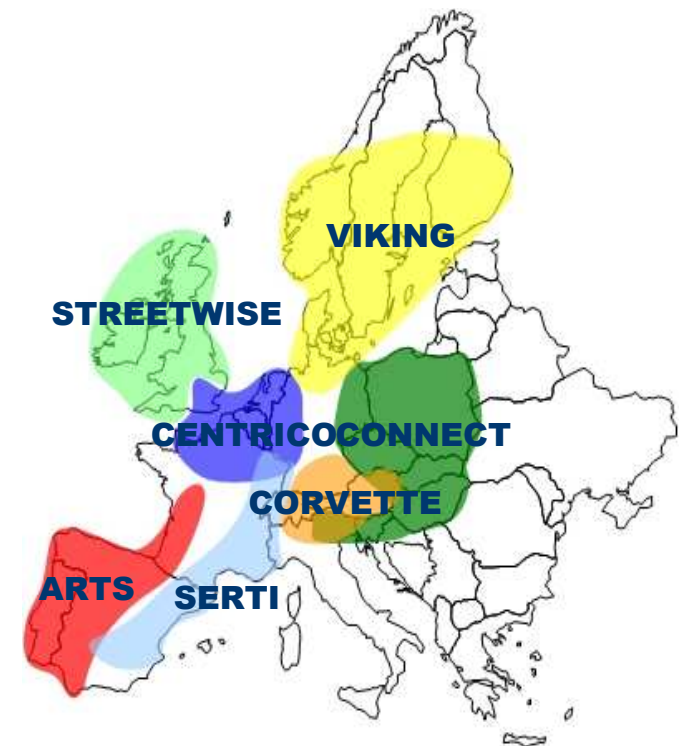 VIKING
STREETWISE
CENTRICOCONNECT
CORVETTE
ARTS
SERTI